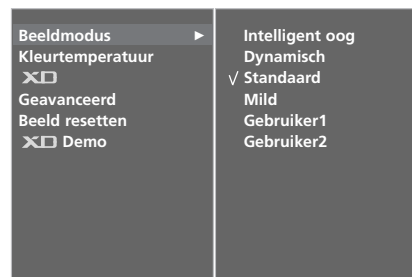 Beeldmodus ►
Kleurtemperatuur
XD
Geavanceerd
Beeld resetten
XD Demo
Intelligent oog
Dynamisch
√ Standaard
Mild
Gebruiker1
Gebruiker2